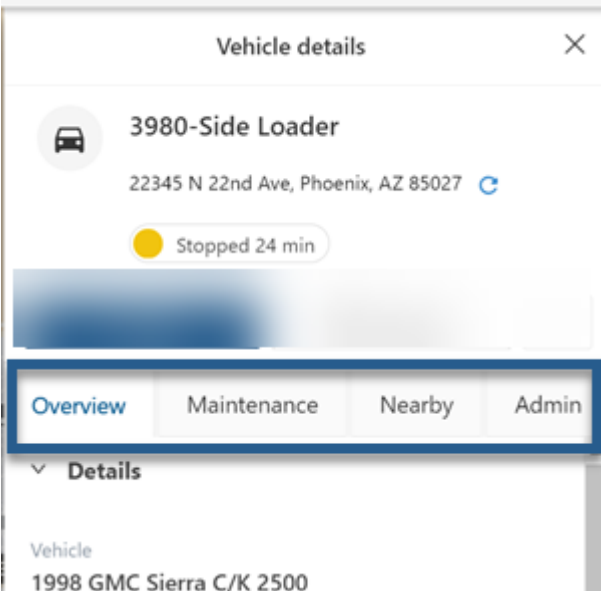 Vehicle details
3980-Side Loader
22345 N 22nd Ave, Phoenix, AZ 85027
Stopped 24 min
Overview Maintenance Nearby Admin
Details
Vehicle
1998 GMC Sierra C/K 2500